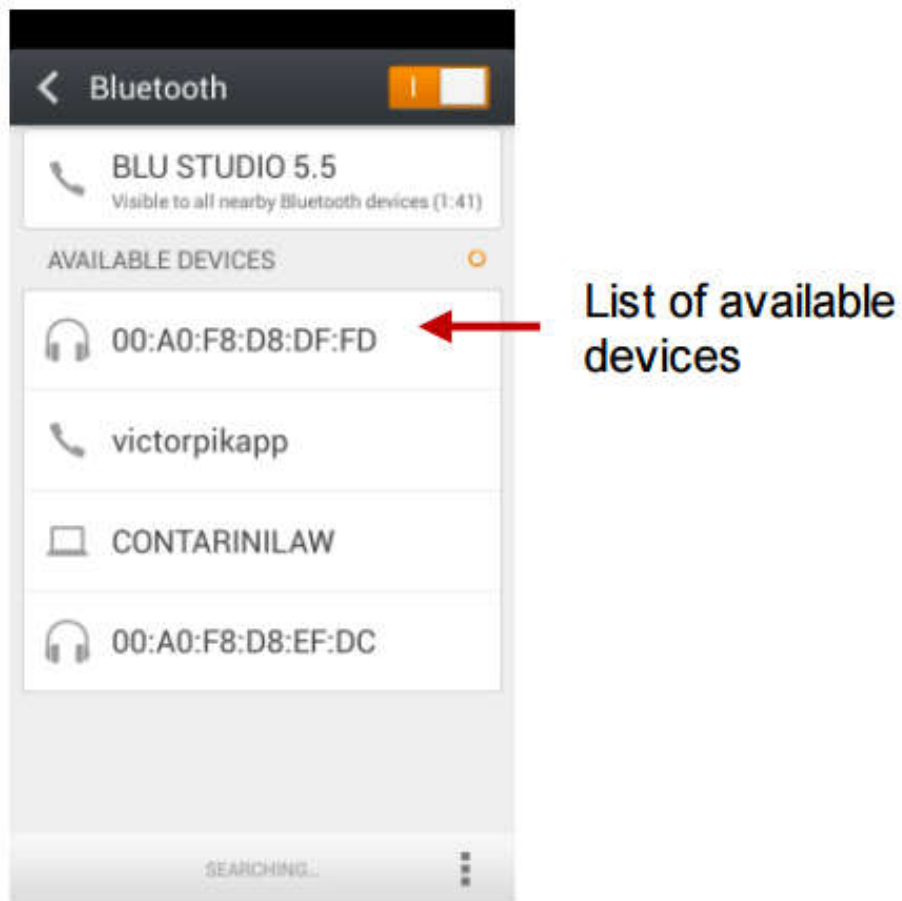 Bluetooth
BLU STUDIO 5.5
Visible to all nearby Bluetooth devices (1:41)
AVAILABLE DEVICES
00:A0:F8:D8:DF:FD
List of available
devices
victorpikapp
CONTARINILAW
00:A0:F8:D8:EF:DC
SEARCHING...